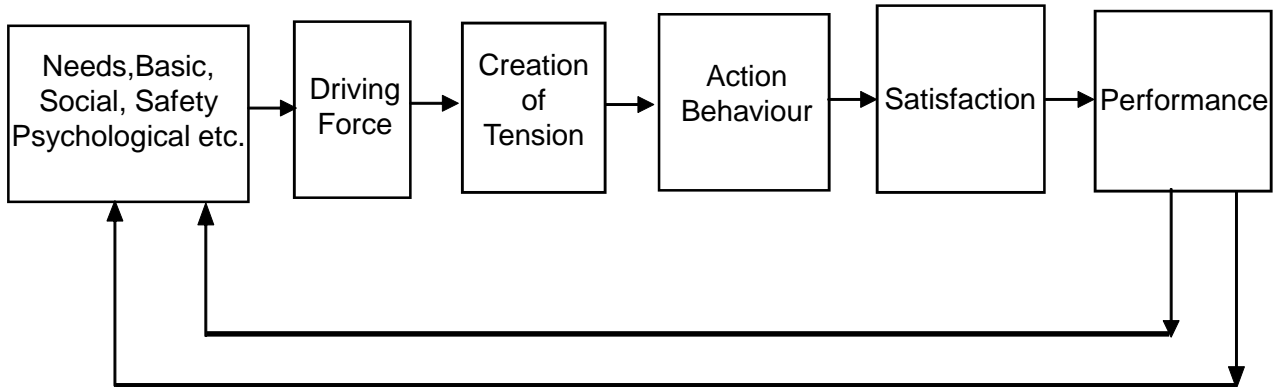 Needs,Basic,
Social, Safety
Psychological etc.
Driving
Force
Creation
of
Tension
Action
Behaviour
Satisfaction
Performance